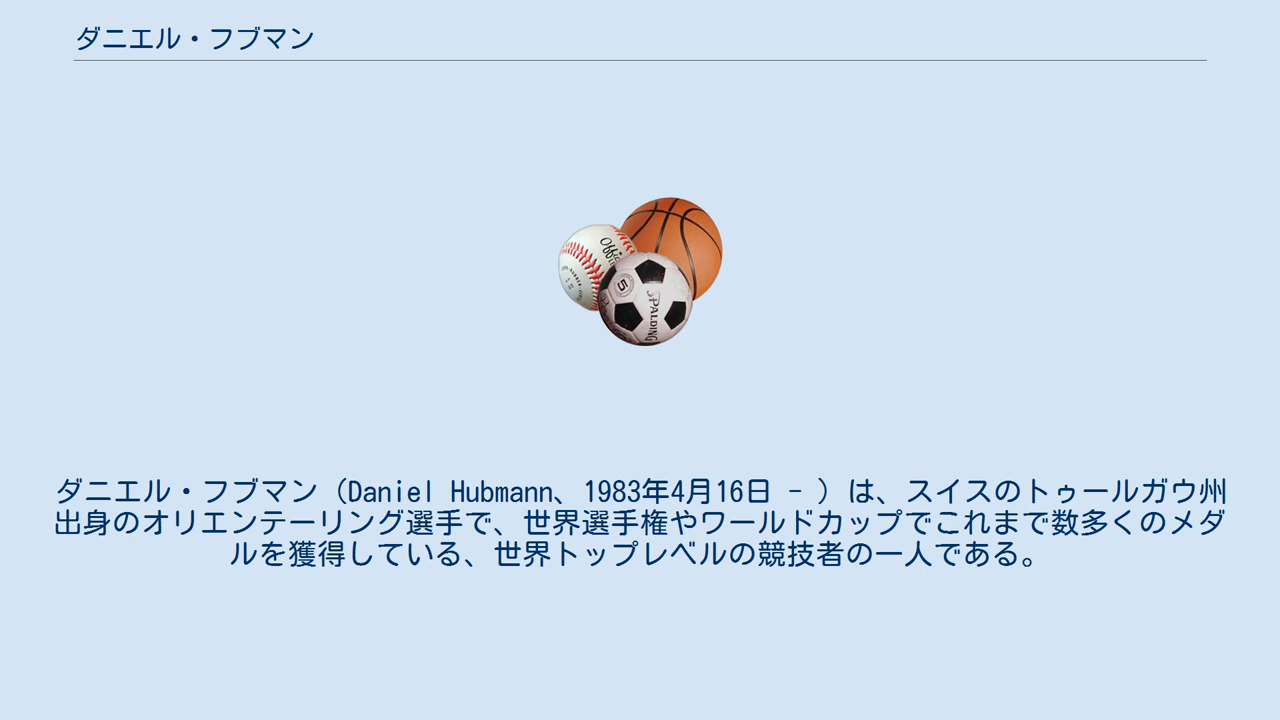 ダニエル・フブマン
Offici
5
SPALDING
ダニエル・フブマン（Daniel Hubmann、1983年4月16日 - ）は、スイスのトゥールガウ州
出身のオリエンテーリング選手で、世界選手権やワールドカップでこれまで数多くのメダ
ルを獲得している、世界トップレベルの競技者の一人である。